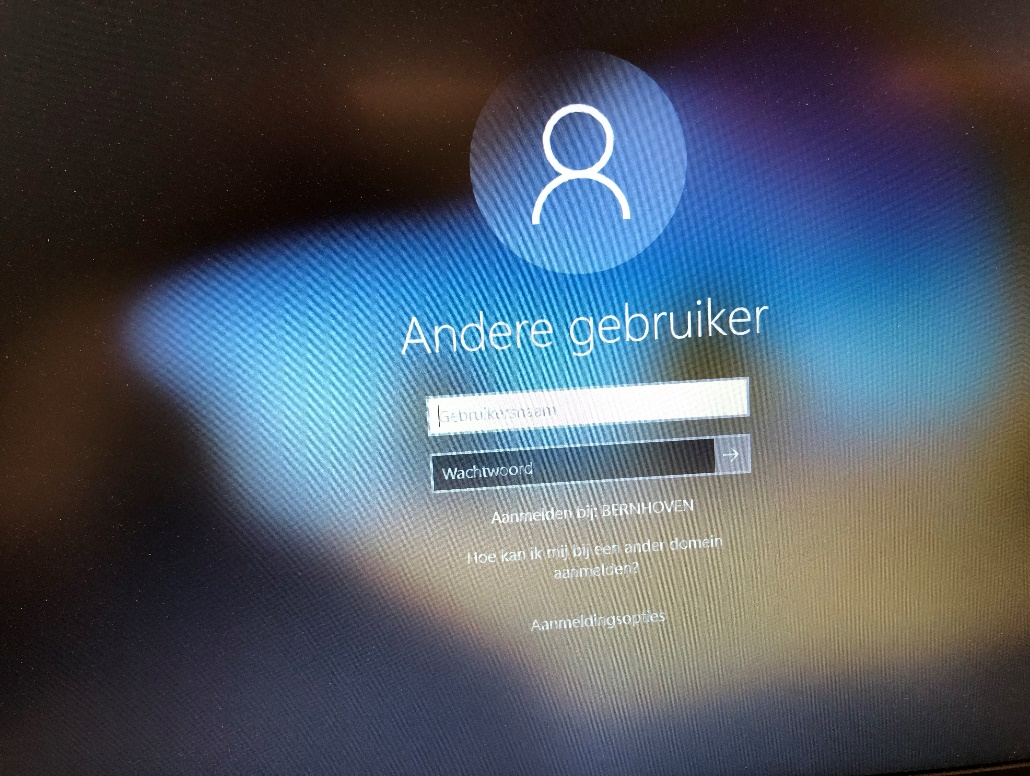 Andere gebruiker
Gebruikersnaam
Wachtwoord
Aanmelden bij: BERNHOVEN
Hoe kan ik mij bij een ander domein
aanmelden?
Aanmeldingsopties